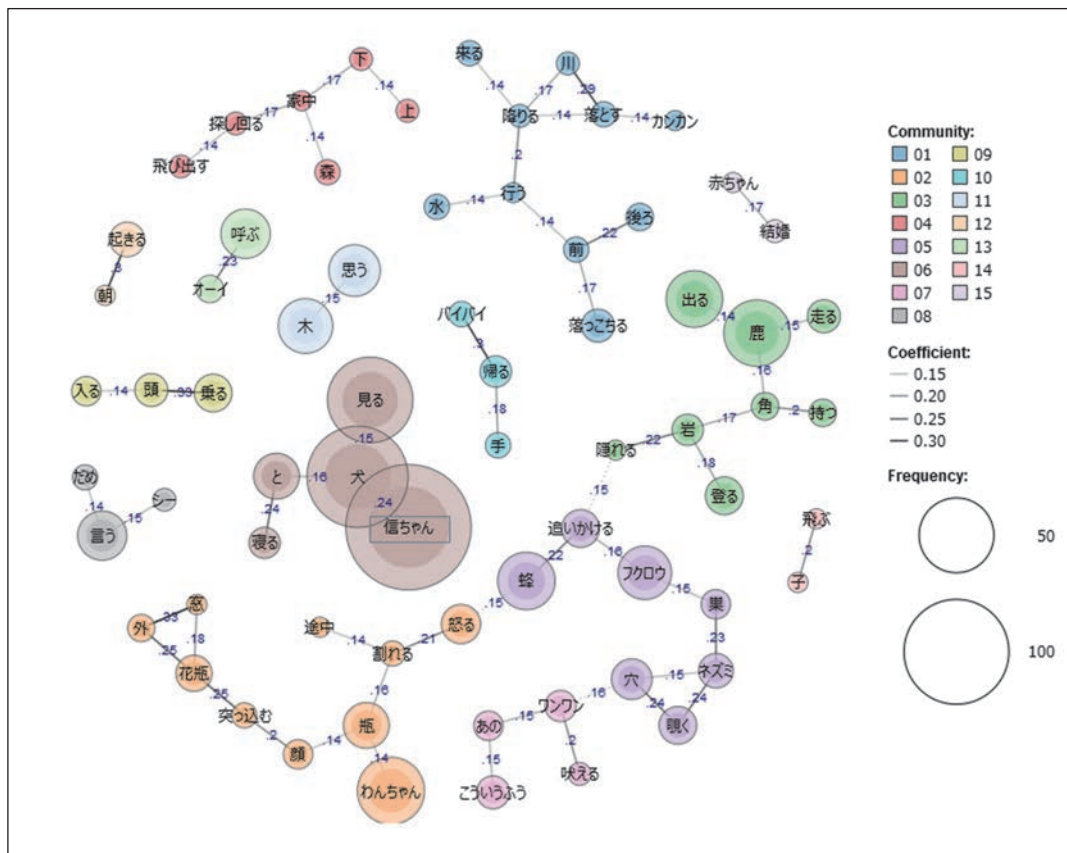 下
.17
.14
家中
上
.17
探し回る
.14
.14
飛び出す
森
来る
川
.14
.17
.29
降りる
.14
落とす
.14
カンカン
.2
水
.14
行う
.14
後ろ
.22
前
.17
落っこちる
赤ちゃん
.17
結婚
起きる
.3
朝
呼ぶ
.23
オーイ
思う
.15
木
バイバイ
.3
帰る
.18
手
出る
.14
鹿
.15
走る
.16
角
.2
持つ
.17
岩
.22
隠れる
.18
登る
.15
入る
.14
頭
.33
乗る
見る
.15
犬
.16
と
.24
.24
信ちゃん
寝る
だめ
.14
シー
.15
言う
追いかける
.22
.16
蜂
フクロウ
.15
.15
巣
.23
ネズミ
.15
穴
.24
.24
覗く
飛ぶ
.2
子
窓
.33
外
.18
.25
花瓶
.25
突っ込む
.2
顔
.14
途中
.14
割れる
.21
怒る
.16
瓶
.14
わんちゃん
ワンワン
.16
.15
あの
.2
.15
吠える
こういうふう
Community:
01 09
02 10
03 11
04 12
05 13
06 14
07 15
08
Coefficient:
0.15
0.20
0.25
0.30
Frequency:
50
100